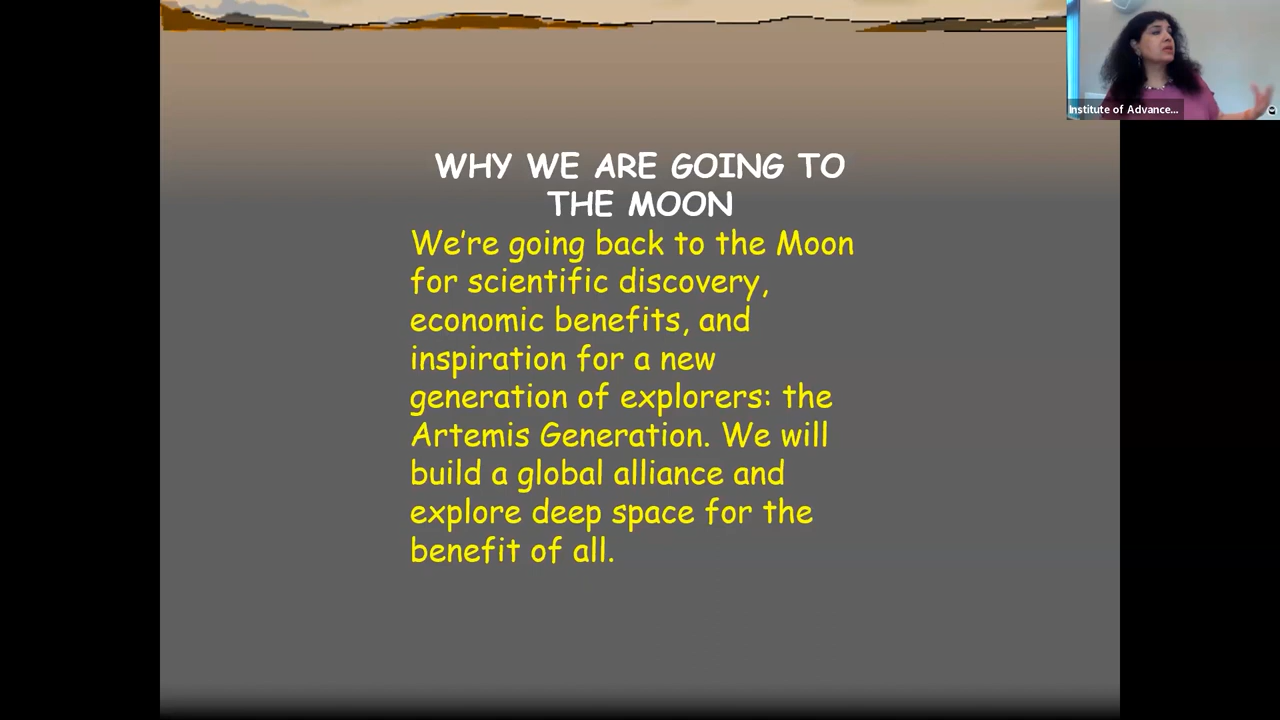 WHY WE ARE GOING TO
THE MOON
We’re going back to the Moon
for scientific discovery,
economic benefits, and
inspiration for a new
generation of explorers: the
Artemis Generation. We will
build a global alliance and
explore deep space for the
benefit of all.
Institute of Advance...